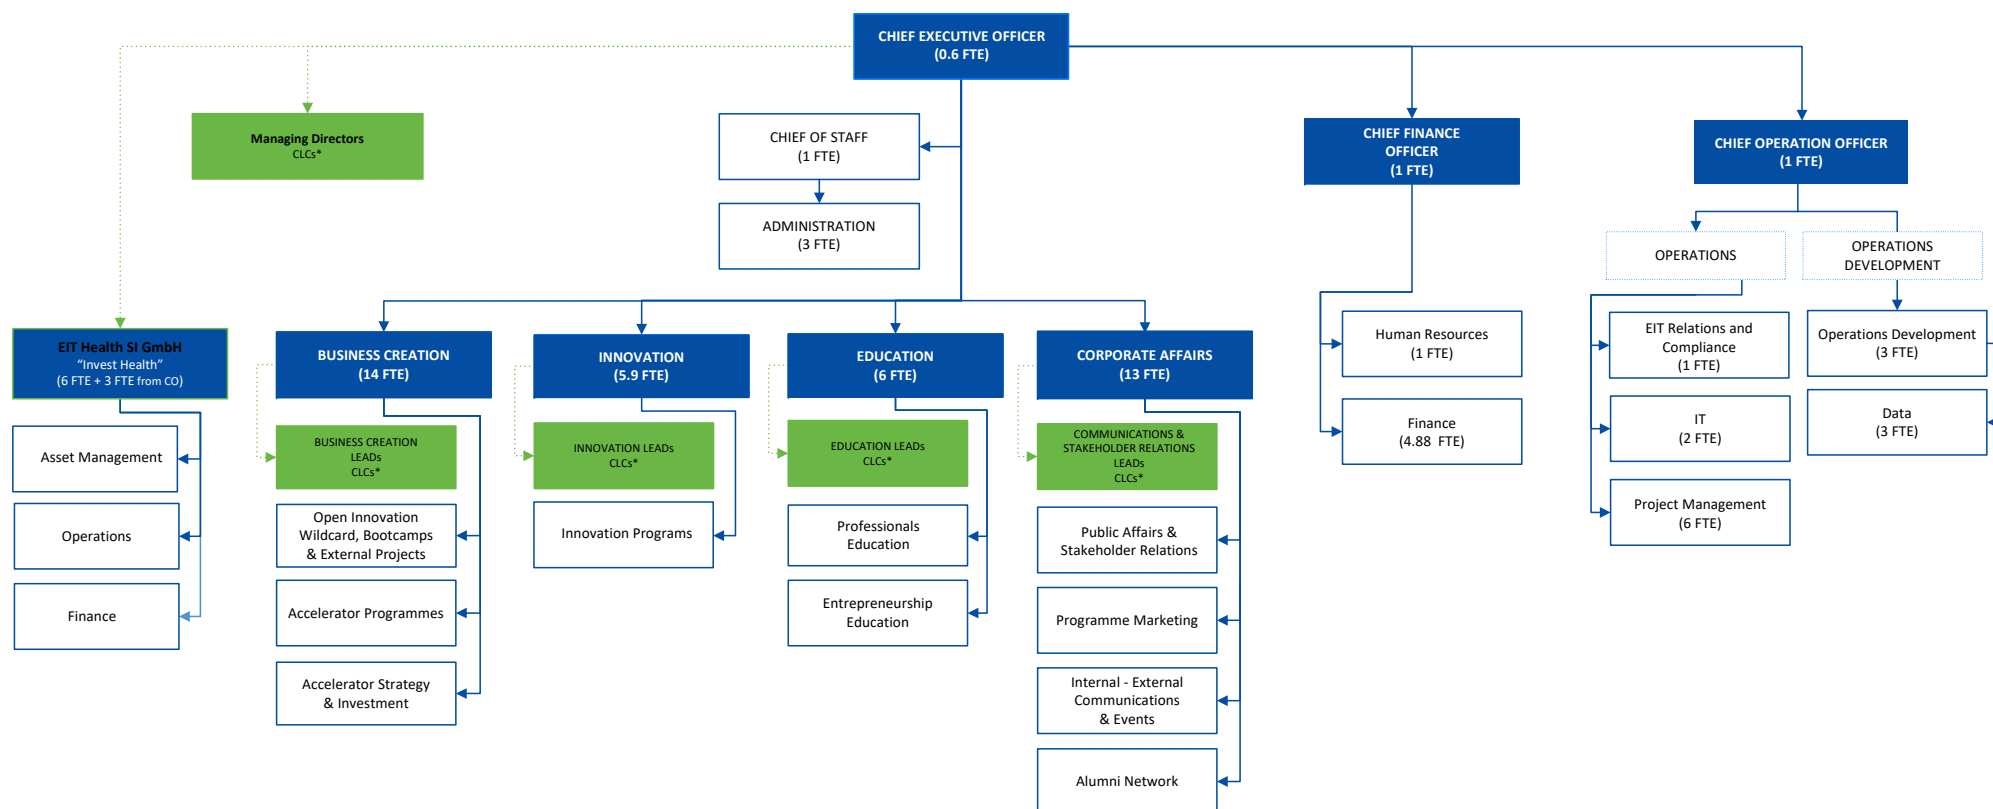 CHIEF EXECUTIVE OFFICER
(0.6 FTE)
Managing Directors
CLCs*
CHIEF OF STAFF
(1 FTE)
ADMINISTRATION
(3 FTE)
CHIEF FINANCE
OFFICER
(1 FTE)
CHIEF OPERATION OFFICER
(1 FTE)
OPERATIONS
OPERATIONS
DEVELOPMENT
EIT Health SI GmbH
“Invest Health”
(6 FTE + 3 FTE from CO)
Asset Management
Operations
Finance
BUSINESS CREATION
(14 FTE)
BUSINESS CREATION
LEADs
CLCs*
Open Innovation
Wildcard, Bootcamps
& External Projects
Accelerator Programmes
Accelerator Strategy
& Investment
INNOVATION
(5.9 FTE)
INNOVATION LEADs
CLCs*
Innovation Programs
EDUCATION
(6 FTE)
EDUCATION LEADs
CLCs*
Professionals
Education
Entrepreneurship
Education
CORPORATE AFFAIRS
(13 FTE)
COMMUNICATIONS &
STAKEHOLDER RELATIONS
LEADs
CLCs*
Public Affairs &
Stakeholder Relations
Programme Marketing
Internal - External
Communications
& Events
Alumni Network
Human Resources
(1 FTE)
Finance
(4.88 FTE)
EIT Relations and
Compliance
(1 FTE)
IT
(2 FTE)
Project Management
(6 FTE)
Operations Development
(3 FTE)
Data
(3 FTE)